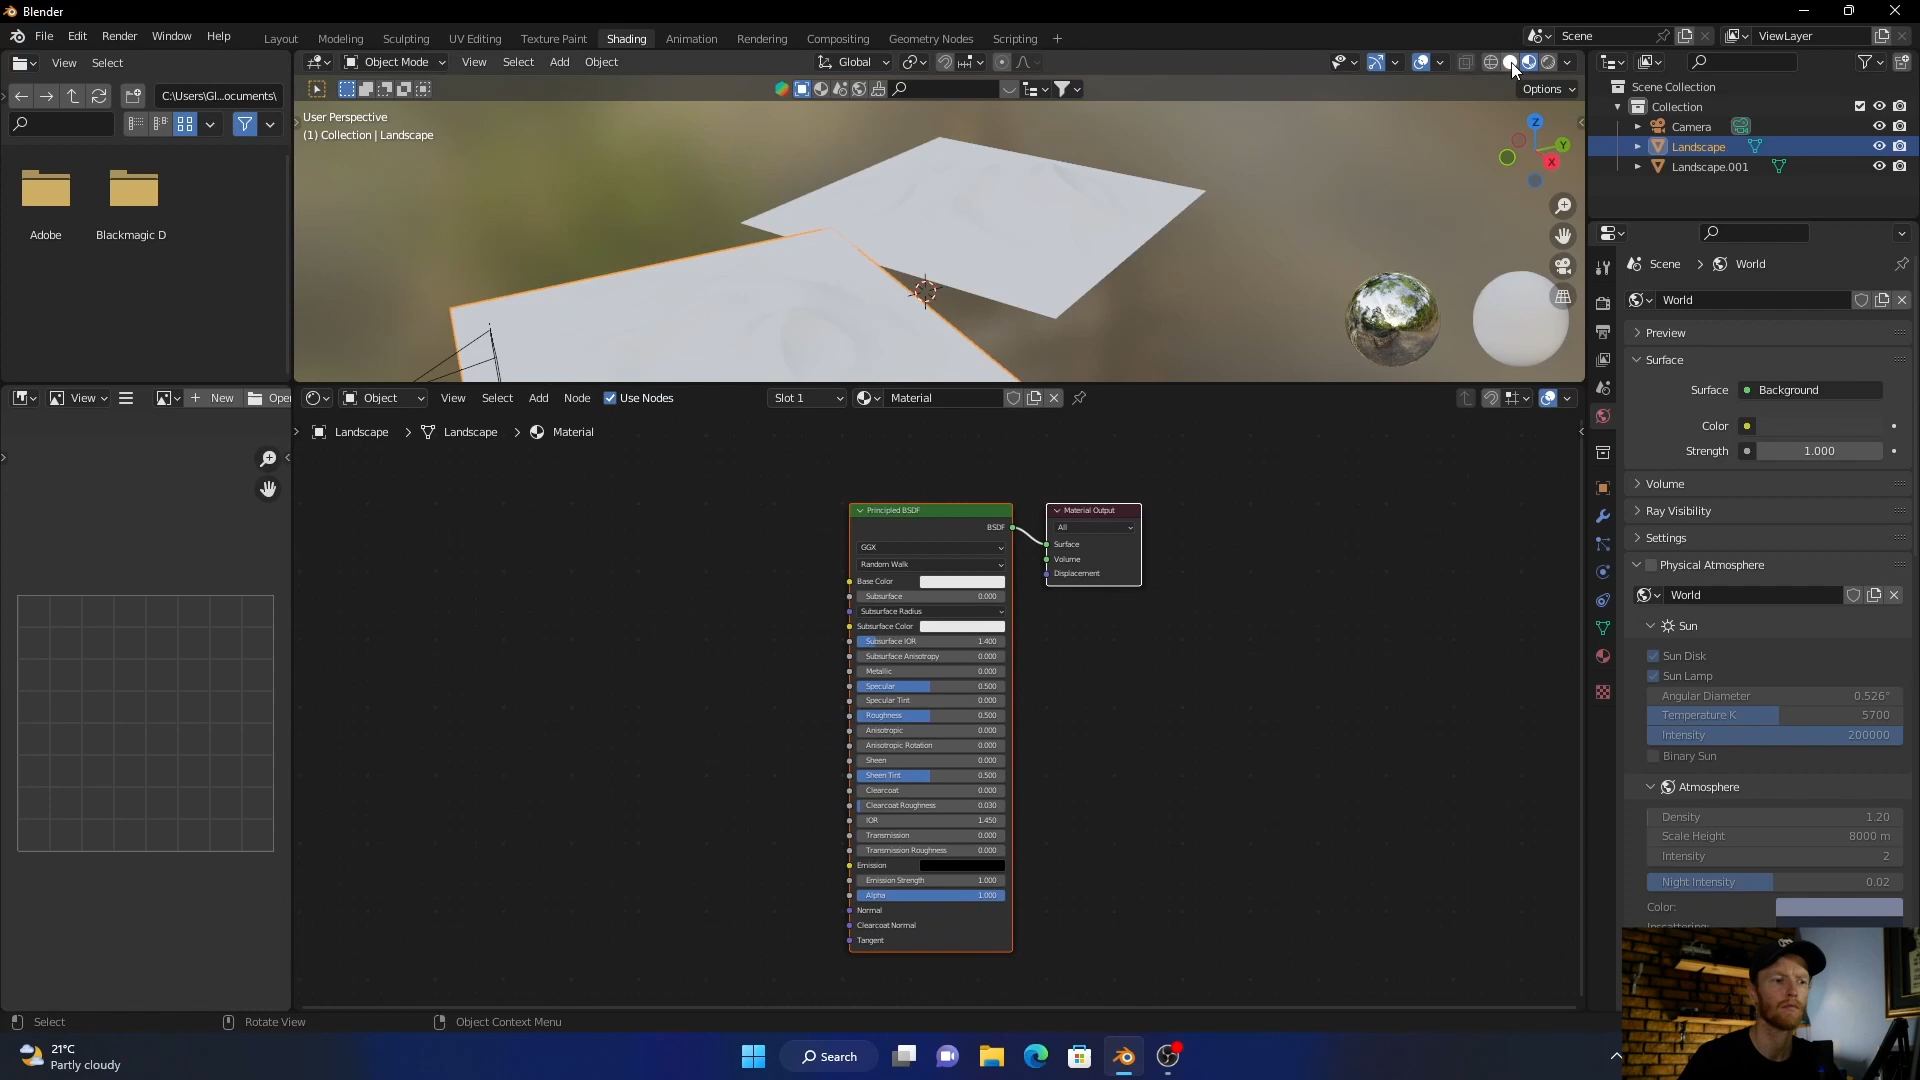 Blender
File Edit Render Window Help
Layout Modeling Sculpting UV Editing Texture Paint Shading Animation Rendering Compositing Geometry Nodes Scripting +
Scene
ViewLayer
View Select
C:\Users\Gl...ocuments\
Adobe
Blackmagic D
Object Mode View Select Add Object
Global
Options
User Perspective
(1) Collection | Landscape
Z
Y
X
Scene Collection
Collection
Camera
Landscape
Landscape.001
Scene > World
World
Preview
Surface
Surface Background
Color
Strength 1.000
Volume
Ray Visibility
Settings
Physical Atmosphere
World
Sun
Sun Disk
Sun Lamp
Angular Diameter 0.526°
Temperature K 5700
Intensity 200000
Binary Sun
Atmosphere
Density 1.20
Scale Height 8000 m
Intensity 2
Night Intensity 0.02
Color:
View + New Open
Object View Select Add Node Use Nodes Slot 1 Material
Landscape > Landscape > Material
Principled BSDF
BSDF
GGX
Random Walk
Base Color
Subsurface 0.000
Subsurface Radius
Subsurface Color
Subsurface IOR 1.400
Subsurface Anisotropy 0.000
Metallic 0.000
Specular 0.500
Specular Tint 0.000
Roughness 0.500
Anisotropic 0.000
Anisotropic Rotation 0.000
Sheen 0.000
Sheen Tint 0.500
Clearcoat 0.000
Clearcoat Roughness 0.030
IOR 1.450
Transmission 0.000
Transmission Roughness 0.000
Emission
Emission Strength 1.000
Alpha 1.000
Normal
Clearcoat Normal
Tangent
Material Output
All
Surface
Volume
Displacement
Select Rotate View Object Context Menu
21°C
Partly cloudy
Search